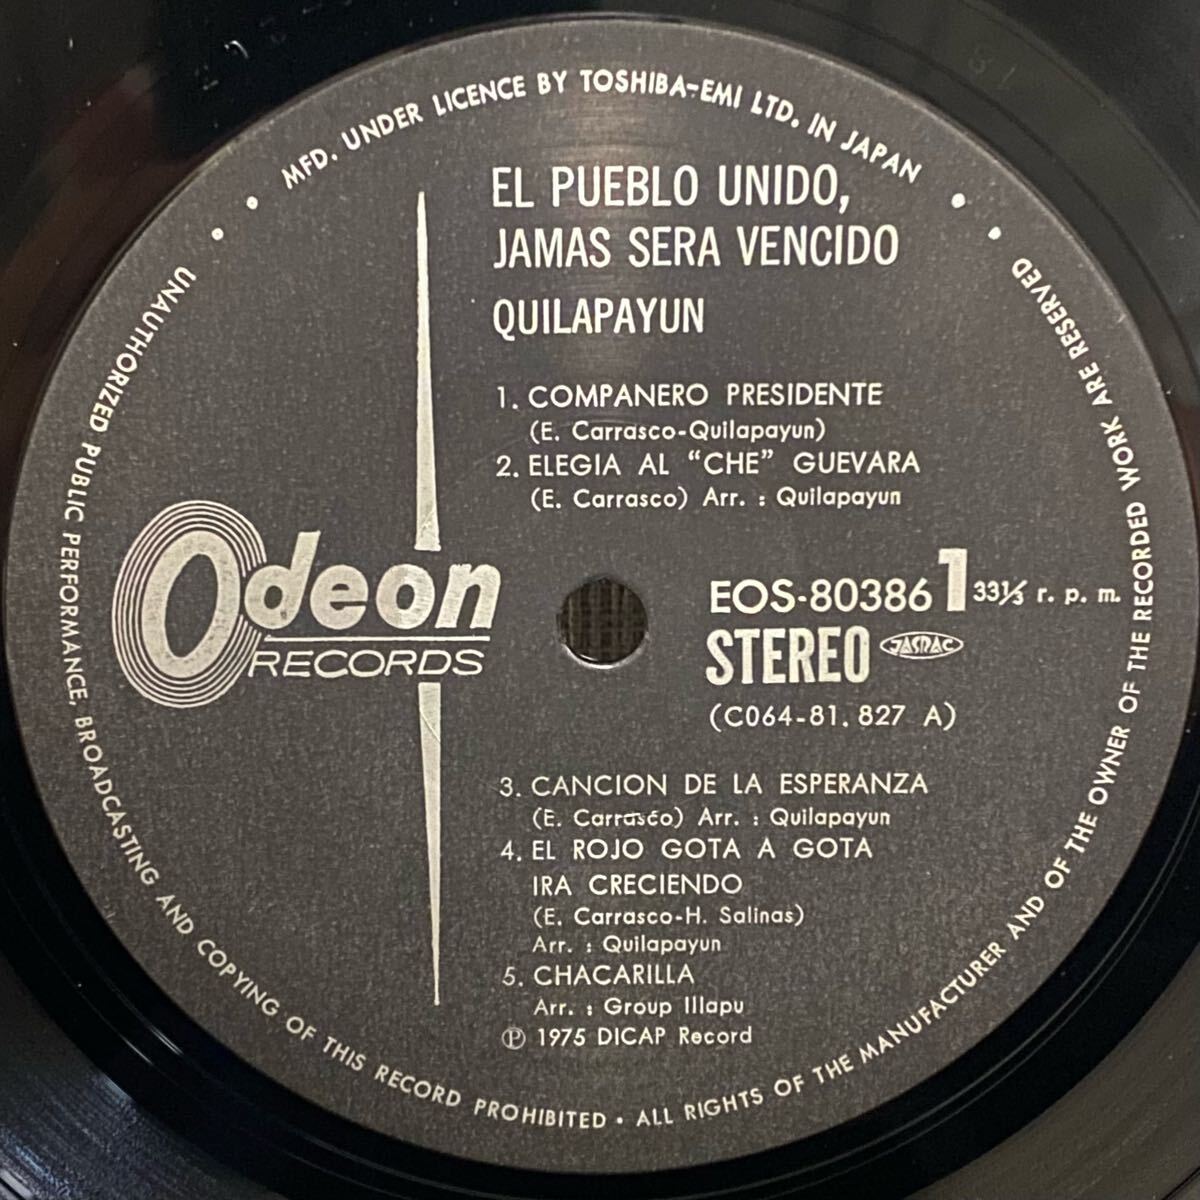 MFD. UNDER LICENCE BY TOSHIBA-EMI LTD. IN JAPAN
EL PUEBLO UNIDO,
JAMAS SERA VENCIDO
QUILAPAYUN
1. COMPANERO PRESIDENTE
(E. Carrasco-Quilapayun)
2. ELEGIA AL “CHE” GUEVARA
(E. Carrasco) Arr. : Quilapayun
Odeon
RECORDS
EOS-80386 1 33⅓ r. p. m.
STEREO JASRAC
(C064-81. 827 A)
3. CANCION DE LA ESPERANZA
(E. Carrasco) Arr. : Quilapayun
4. EL ROJO GOTA A GOTA
IRA CRECIENDO
(E. Carrasco-H. Salinas)
Arr. : Quilapayun
5. CHACARILLA
Arr. : Group Illapu
Ⓟ 1975 DICAP Record
UNAUTHORIZED PUBLIC PERFORMANCE, BROADCASTING AND COPYING OF THIS RECORD PROHIBITED • ALL RIGHTS OF THE MANUFACTURER AND OF THE OWNER OF THE RECORDED WORK ARE RESERVED